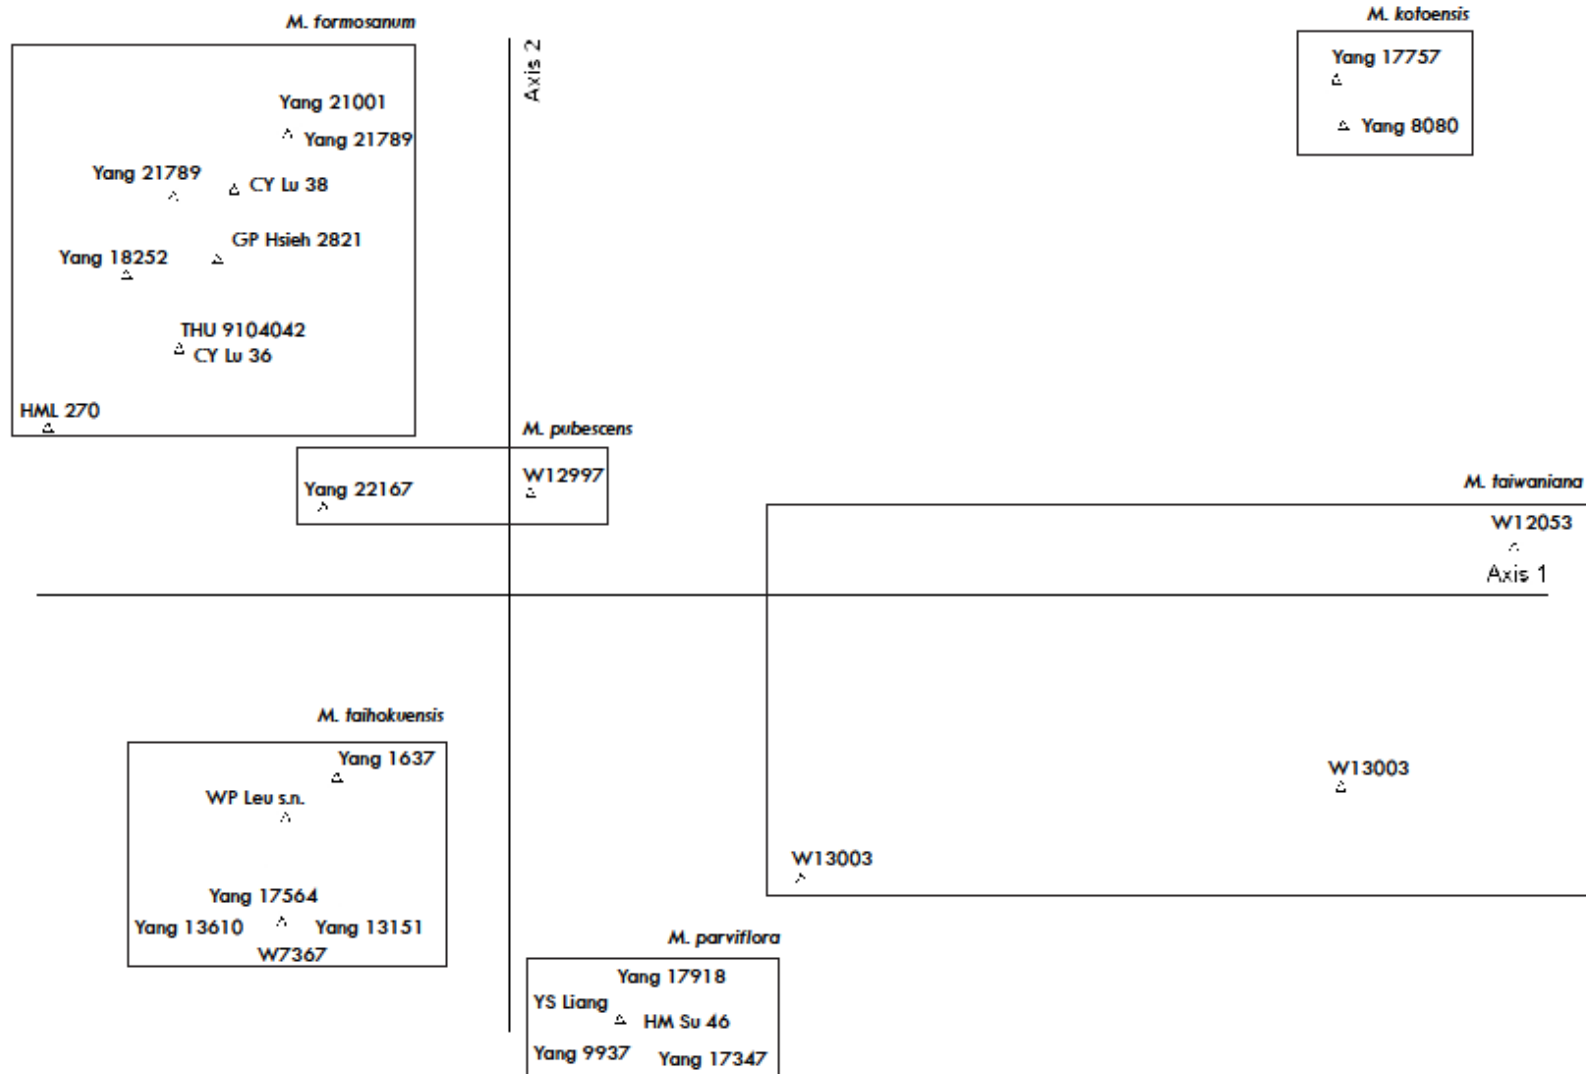 M. formosanum
M. kotoensis
Axis 2
Yang 17757
Yang 8080
Yang 21001
Yang 21789
Yang 21789
CY Lu 38
GP Hsieh 2821
Yang 18252
THU 9104042
CY Lu 36
HML 270
M. pubescens
W12997
Yang 22167
M. taiwaniana
W12053
Axis 1
M. taihokuensis
Yang 1637
WP Leu s.n.
W13003
W13003
Yang 17564
Yang 13610
Yang 13151
W7367
M. parviflora
Yang 17918
YS Liang
HM Su 46
Yang 9937
Yang 17347